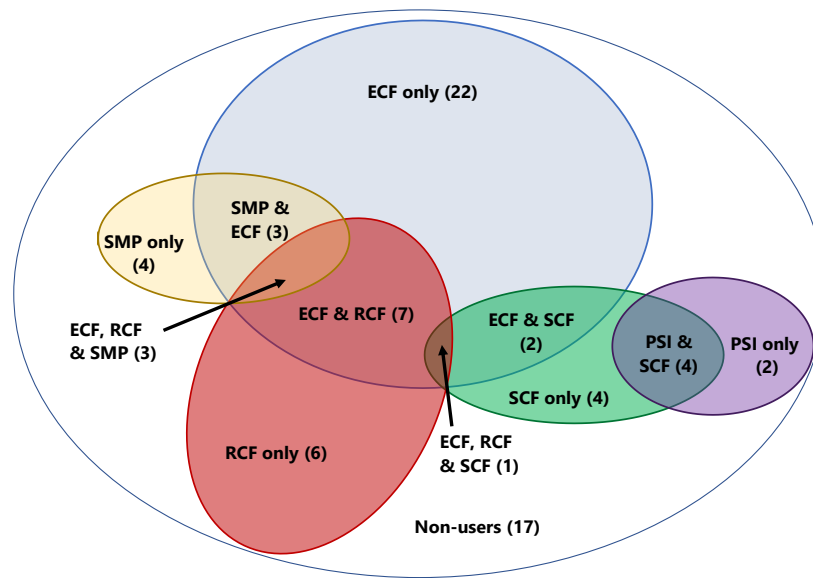 ECF only (22)
SMP &
ECF (3)
SMP only
(4)
ECF & RCF (7)
ECF, RCF
& SMP (3)
ECF & SCF
(2)
PSI &
SCF (4)
PSI only
(2)
SCF only (4)
RCF only (6)
ECF, RCF
& SCF (1)
Non-users (17)